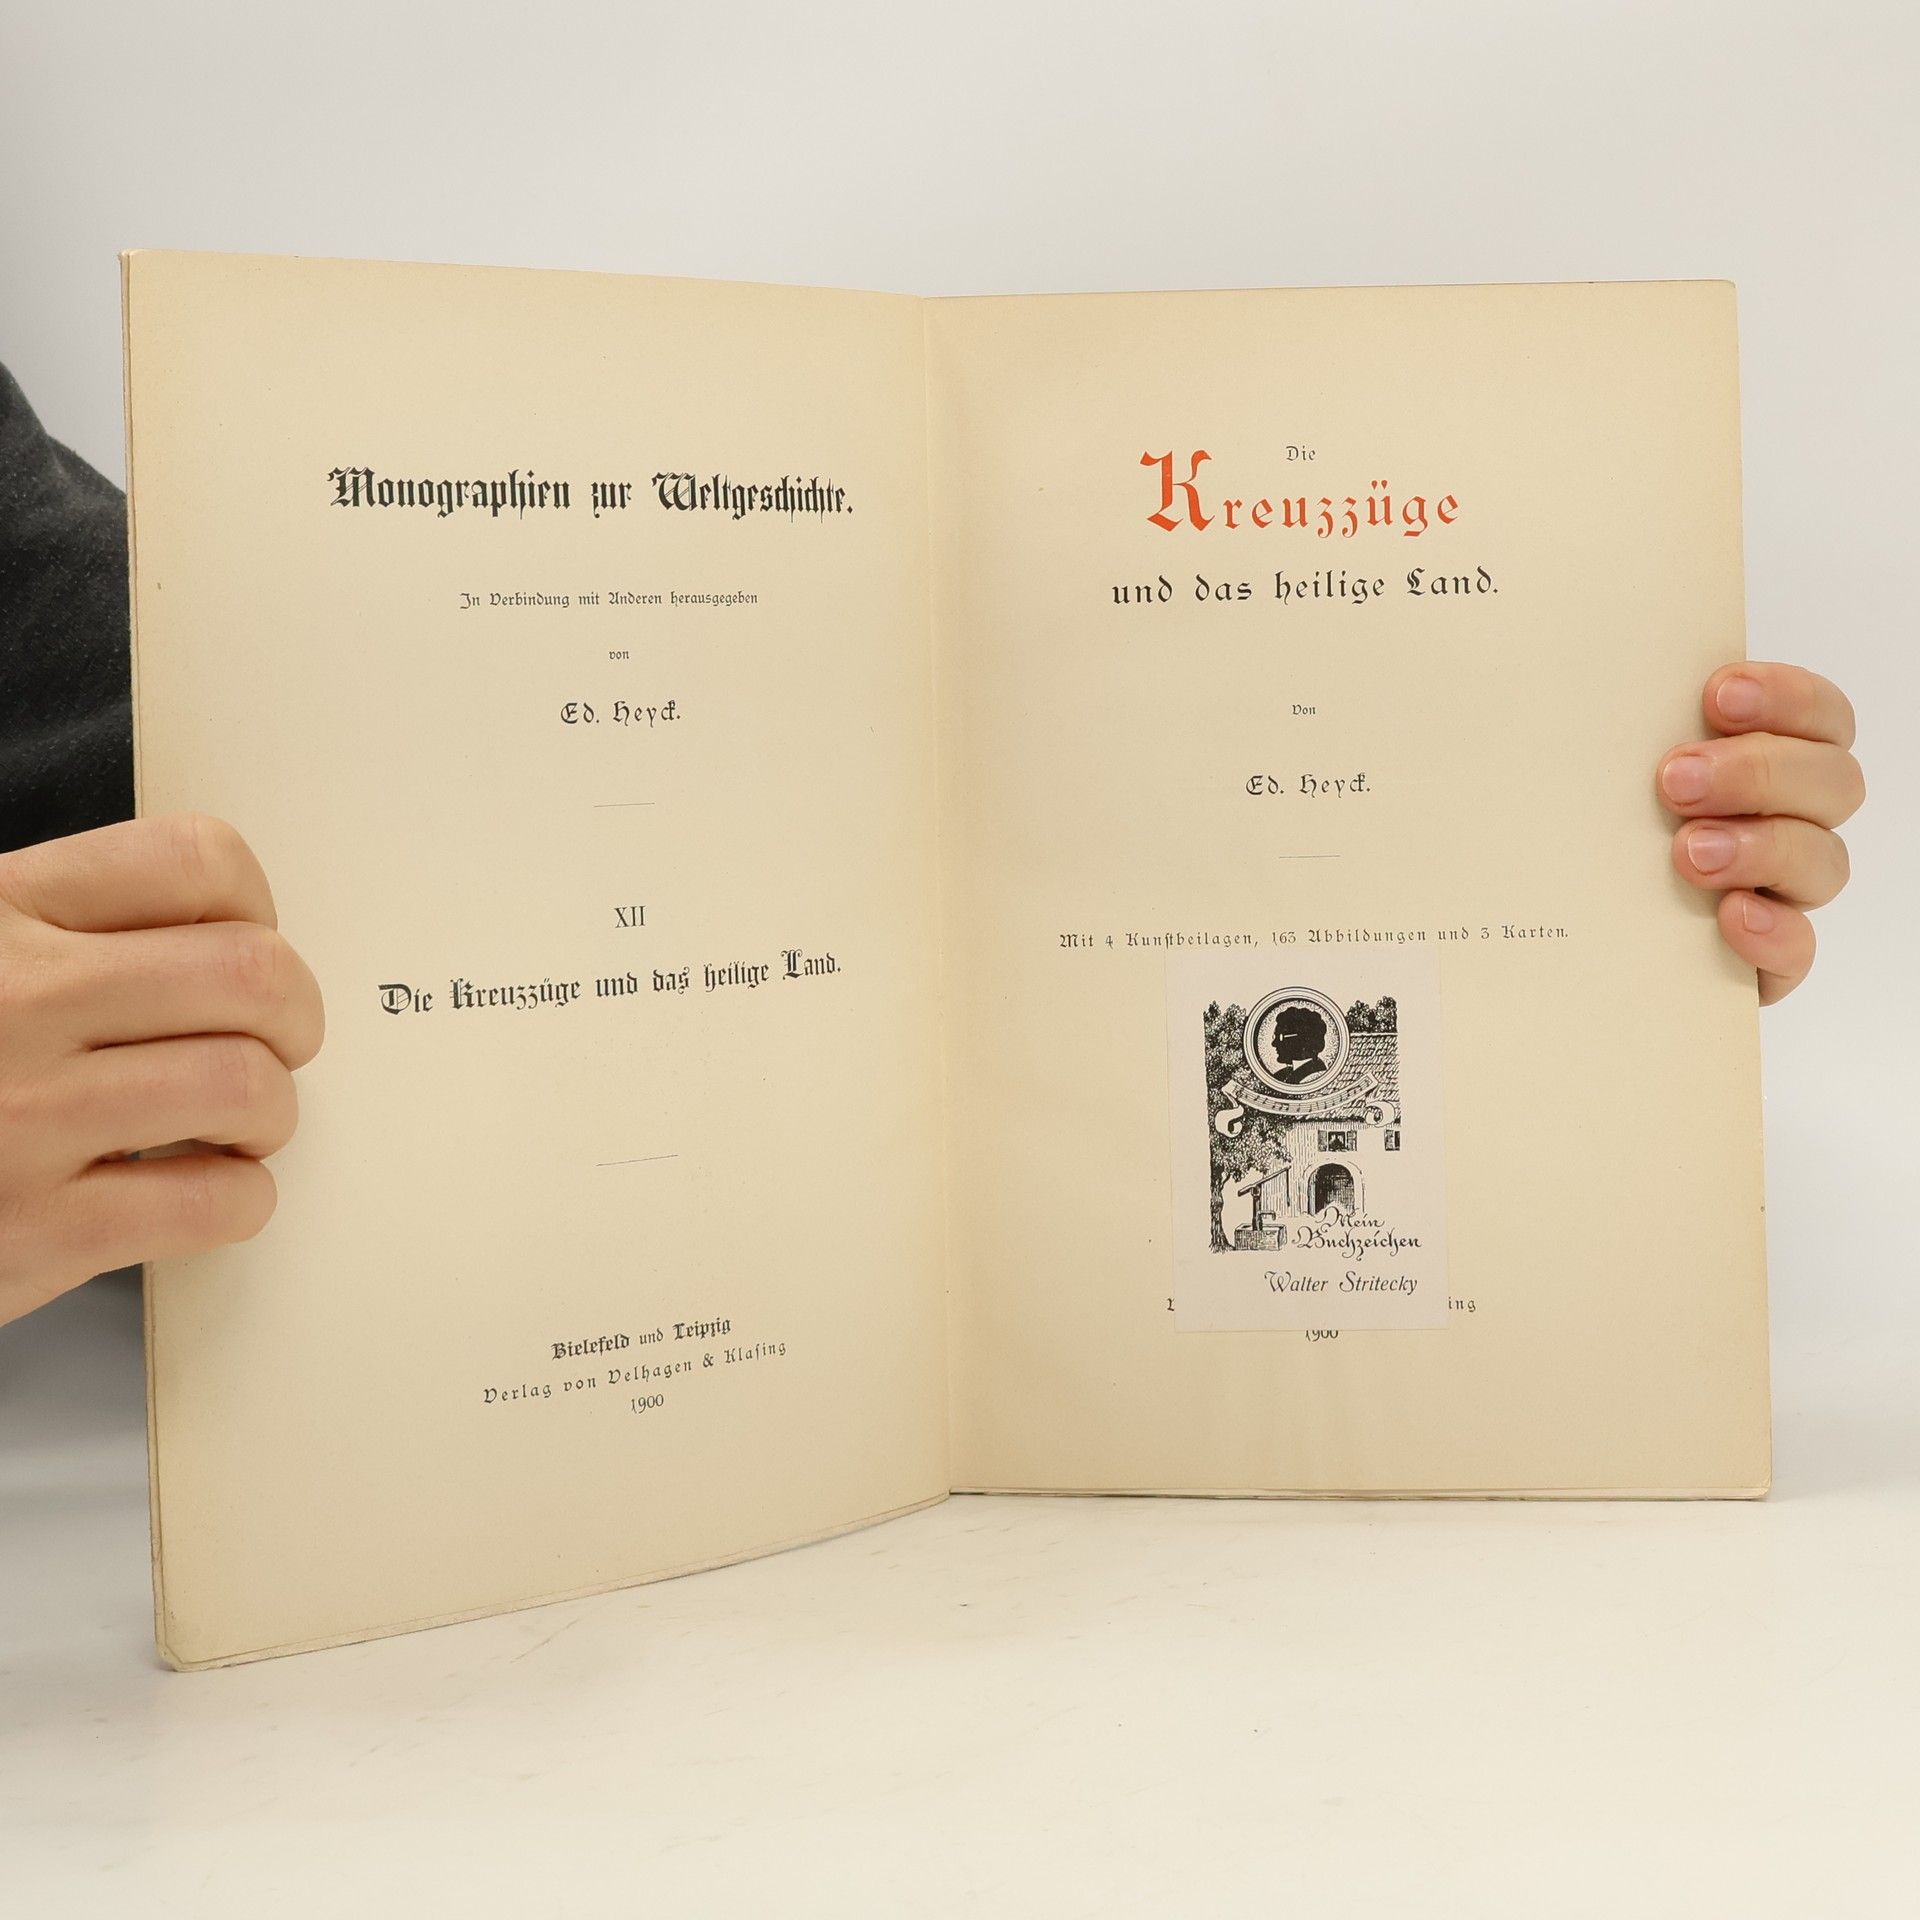 Monographien zur Weltgeschichte.
In Verbindung mit Anderen herausgegeben
von
Ed. Heyck.
XII
Die Kreuzzüge und das heilige Land.
Bielefeld und Leipzig
Verlag von Velhagen & Klasing
1900
Die
Kreuzzüge
und das heilige Land.
Von
Ed. Heyck.
Mit 4 Kunstbeilagen, 163 Abbildungen und 3 Karten.
Mein
Buchzeichen
Walter Stritecky
ing
1900